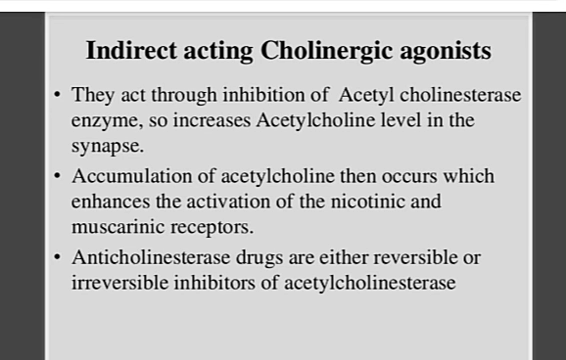 Indirect acting Cholinergic agonists
• They act through inhibition of Acetyl cholinesterase
enzyme, so increases Acetylcholine level in the
synapse.
• Accumulation of acetylcholine then occurs which
enhances the activation of the nicotinic and
muscarinic receptors.
• Anticholinesterase drugs are either reversible or
irreversible inhibitors of acetylcholinesterase